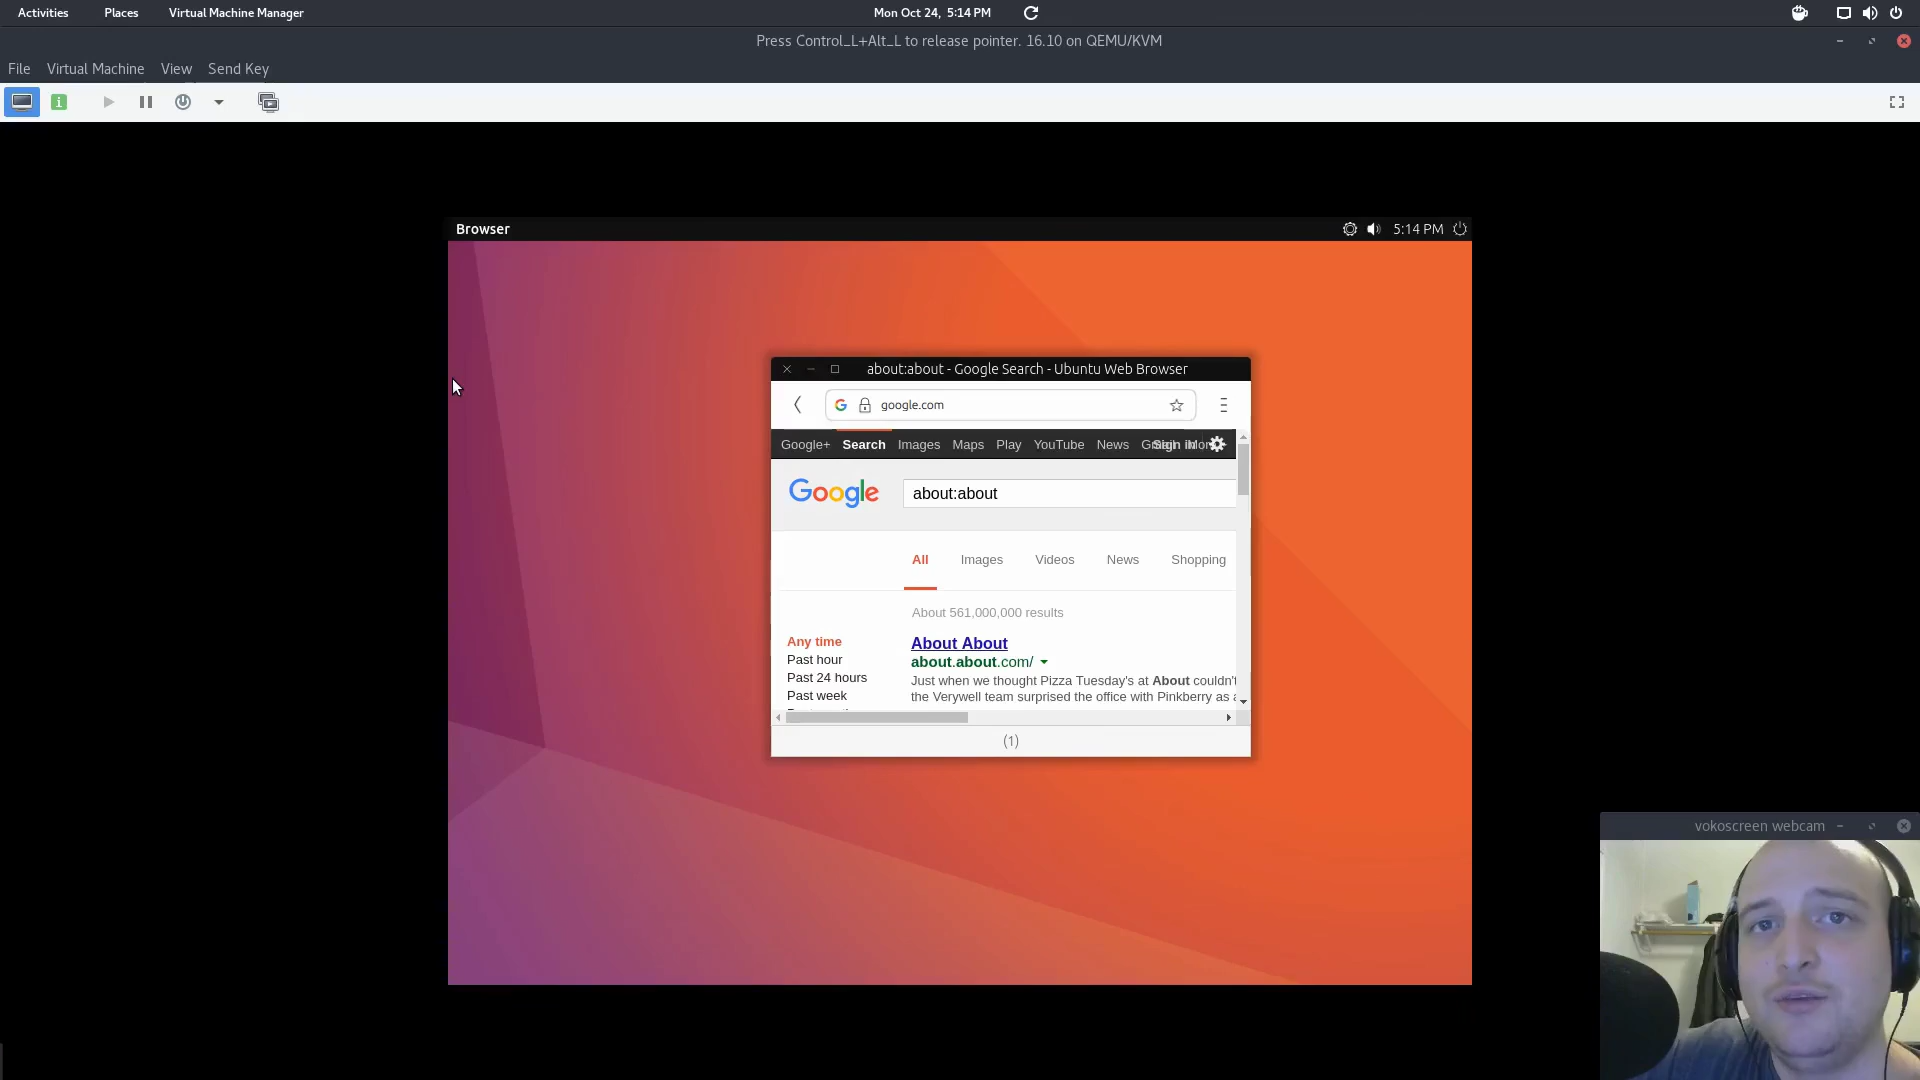 Activities Places Virtual Machine Manager Mon Oct 24, 5:14 PM
Press Control_L+Alt_L to release pointer. 16.10 on QEMU/KVM
File Virtual Machine View Send Key
Browser 5:14 PM
about:about - Google Search - Ubuntu Web Browser
google.com
Google+ Search Images Maps Play YouTube News Sign in
Google about:about
All Images Videos News Shopping
About 561,000,000 results
Any time
Past hour
Past 24 hours
Past week
About About
about.about.com/
Just when we thought Pizza Tuesday's at About couldn't
the Verywell team surprised the office with Pinkberry as
(1)
vokoscreen webcam